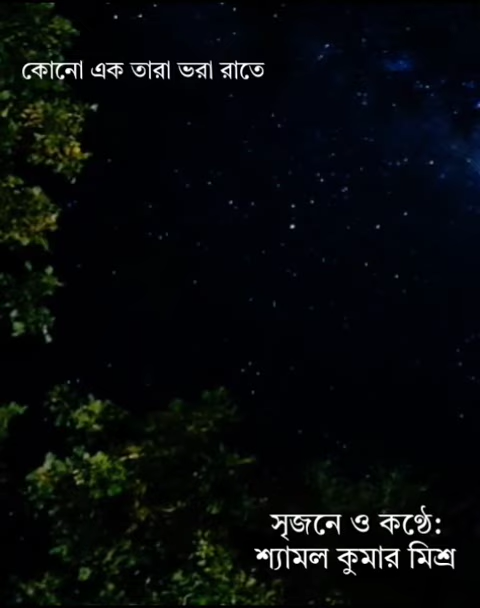 কোনো এক তারা ভরা রাতে
সৃজনে ও কণ্ঠে:
শ্যামল কুমার মিশ্র